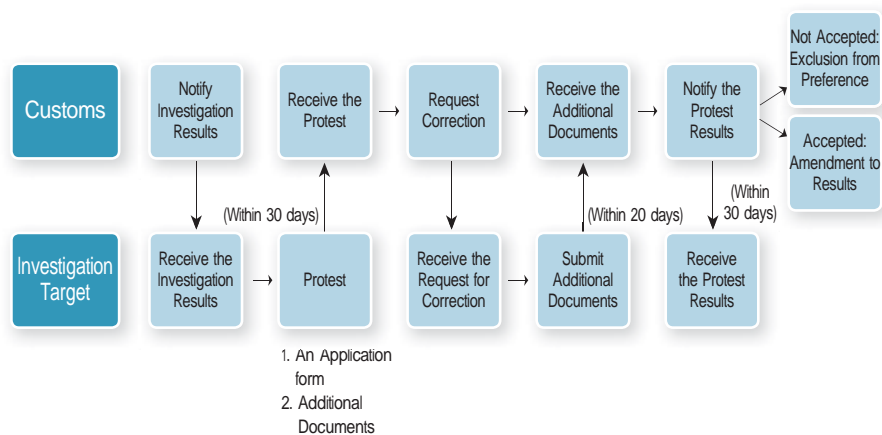 Customs
Notify
Investigation
Results
Receive the
Protest
Request
Correction
Receive the
Additional
Documents
Notify the
Protest
Results
Not Accepted:
Exclusion from
Preference
Accepted:
Amendment to
Results
(Within 30 days)
(Within 20 days)
(Within
30 days)
Investigation
Target
Receive the
Investigation
Results
Protest
Receive the
Request for
Correction
Submit
Additional
Documents
Receive
the Protest
Results
1. An Application
form
2. Additional
Documents